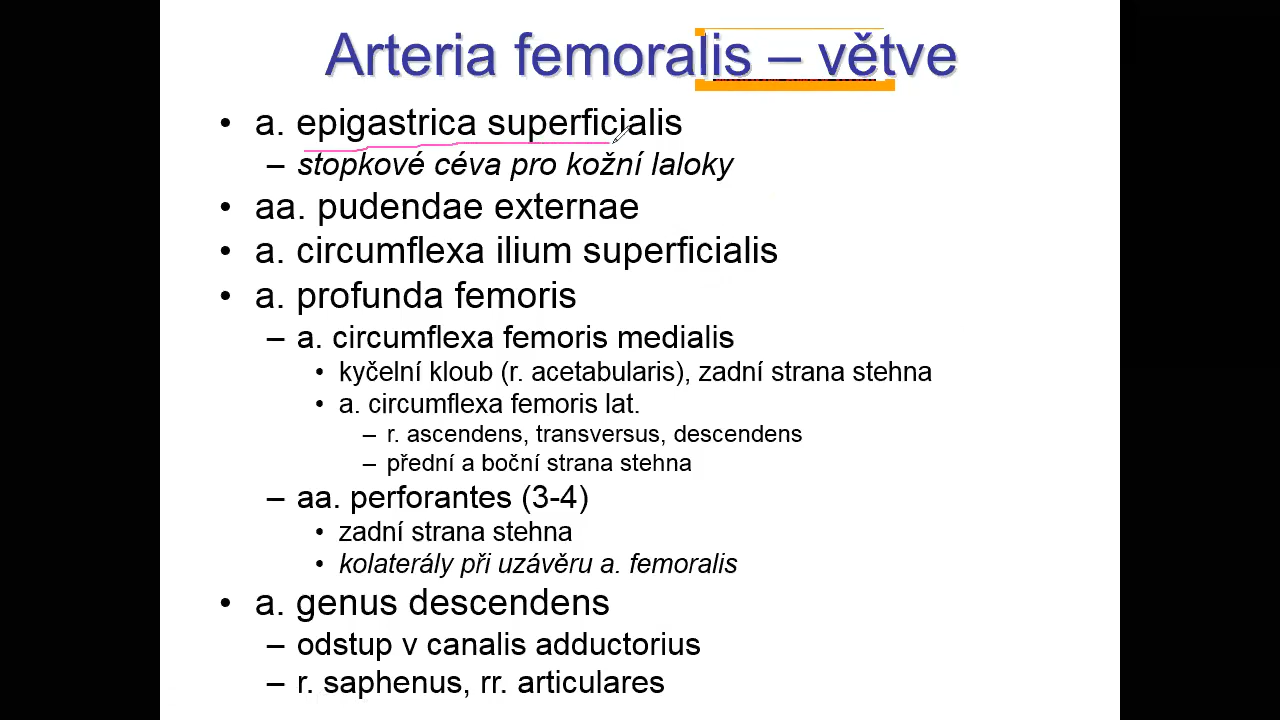 Arteria femoralis – větve
• a. epigastrica superficialis
– stopkové céva pro kožní laloky
• aa. pudendae externae
• a. circumflexa ilium superficialis
• a. profunda femoris
– a. circumflexa femoris medialis
• kyčelní kloub (r. acetabularis), zadní strana stehna
• a. circumflexa femoris lat.
– r. ascendens, transversus, descendens
– přední a boční strana stehna
– aa. perforantes (3-4)
• zadní strana stehna
• kolaterály při uzávěru a. femoralis
• a. genus descendens
– odstup v canalis adductorius
– r. saphenus, rr. articulares